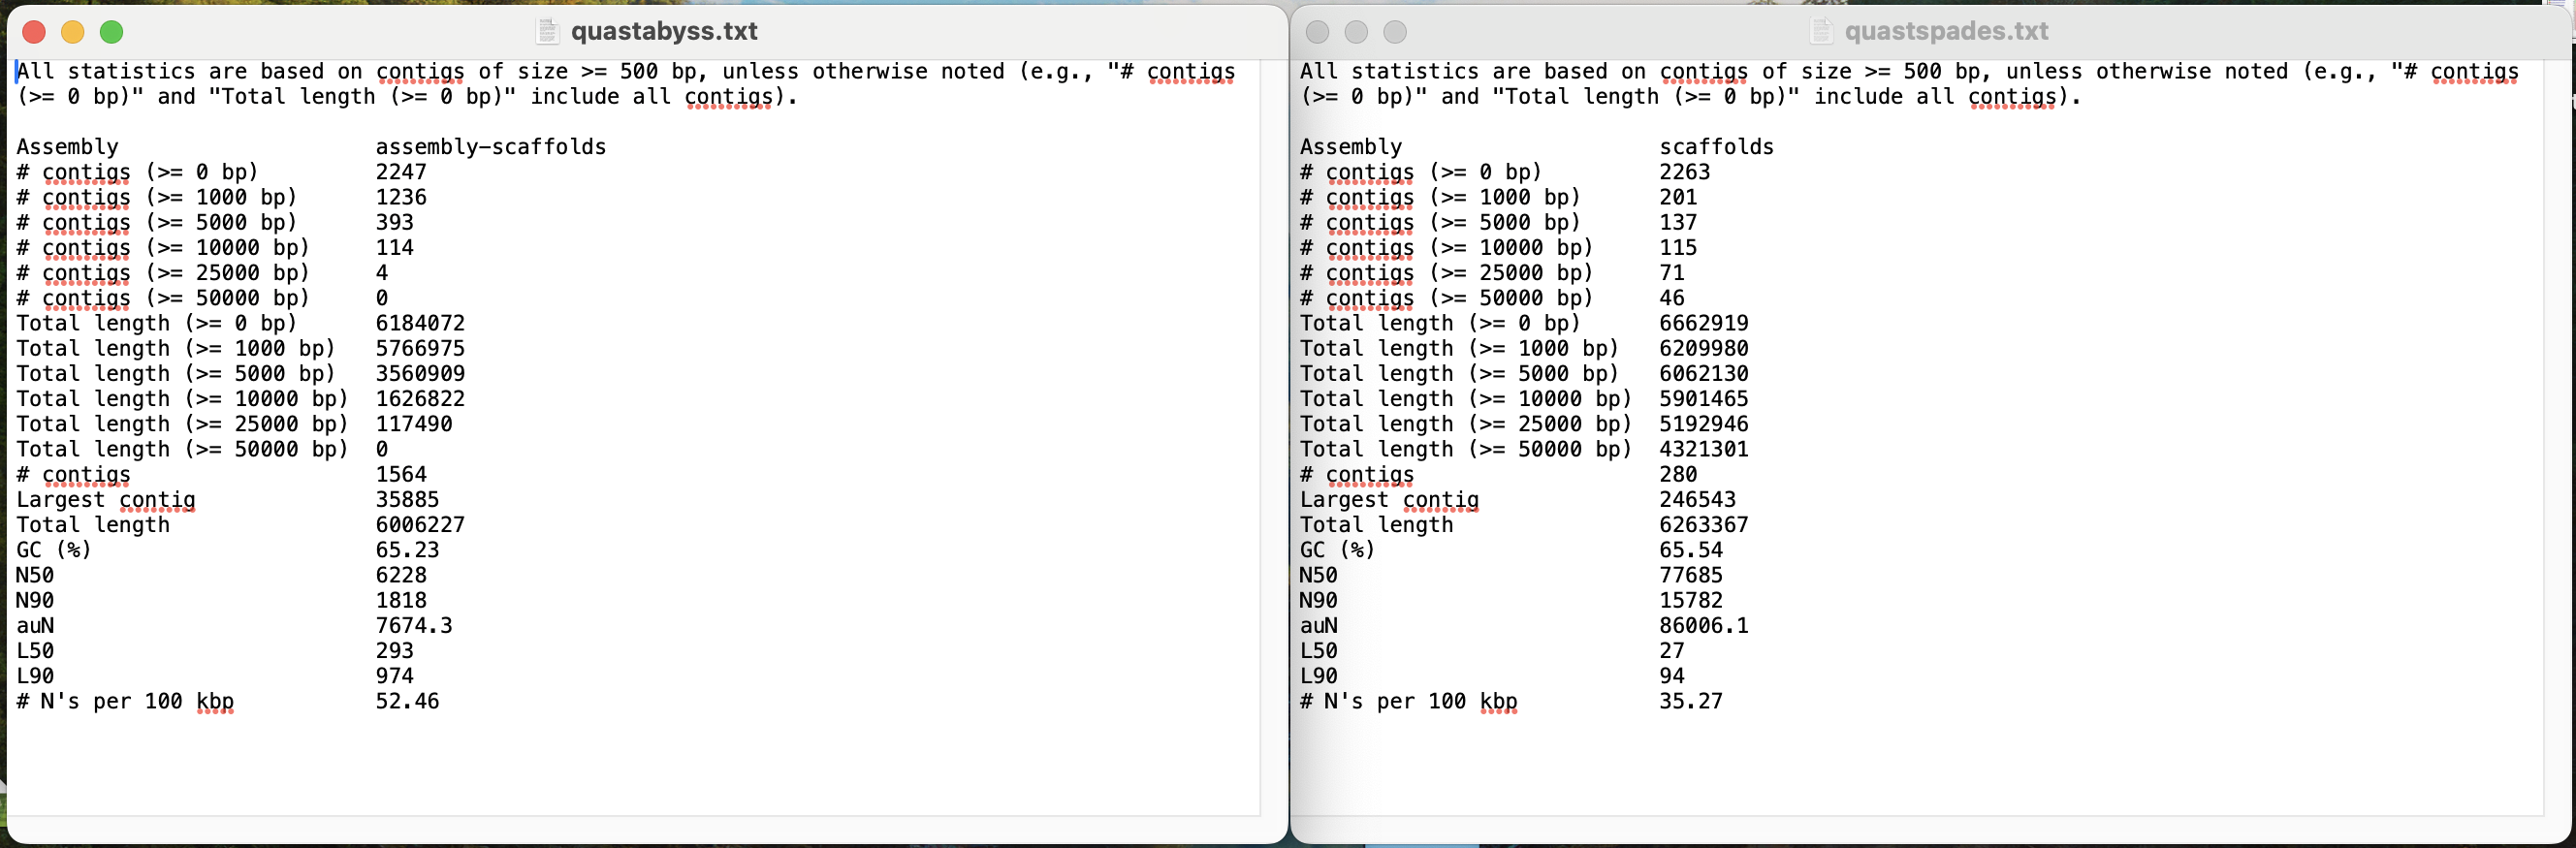 quastabyss.txt
All statistics are based on contigs of size >= 500 bp, unless otherwise noted (e.g., "# contigs
(>= 0 bp)" and "Total length (>= 0 bp)" include all contigs).
Assembly assembly-scaffolds
# contigs (>= 0 bp) 2247
# contigs (>= 1000 bp) 1236
# contigs (>= 5000 bp) 393
# contigs (>= 10000 bp) 114
# contigs (>= 25000 bp) 4
# contigs (>= 50000 bp) 0
Total length (>= 0 bp) 6184072
Total length (>= 1000 bp) 5766975
Total length (>= 5000 bp) 3560909
Total length (>= 10000 bp) 1626822
Total length (>= 25000 bp) 117490
Total length (>= 50000 bp) 0
# contigs 1564
Largest contig 35885
Total length 6006227
GC (%) 65.23
N50 6228
N90 1818
auN 7674.3
L50 293
L90 974
# N's per 100 kbp 52.46
quastspades.txt
All statistics are based on contigs of size >= 500 bp, unless otherwise noted (e.g., "# contigs
(>= 0 bp)" and "Total length (>= 0 bp)" include all contigs).
Assembly scaffolds
# contigs (>= 0 bp) 2263
# contigs (>= 1000 bp) 201
# contigs (>= 5000 bp) 137
# contigs (>= 10000 bp) 115
# contigs (>= 25000 bp) 71
# contigs (>= 50000 bp) 46
Total length (>= 0 bp) 6662919
Total length (>= 1000 bp) 6209980
Total length (>= 5000 bp) 6062130
Total length (>= 10000 bp) 5901465
Total length (>= 25000 bp) 5192946
Total length (>= 50000 bp) 4321301
# contigs 280
Largest contig 246543
Total length 6263367
GC (%) 65.54
N50 77685
N90 15782
auN 86006.1
L50 27
L90 94
# N's per 100 kbp 35.27